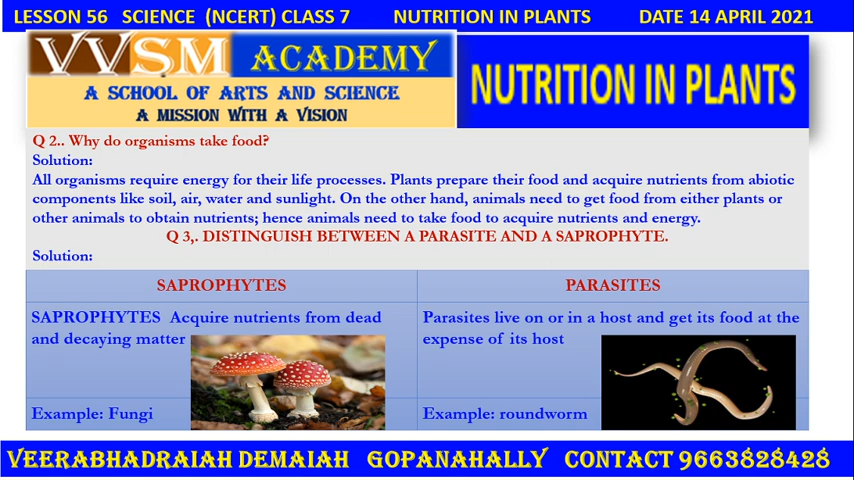 LESSON 56 SCIENCE (NCERT) CLASS 7 NUTRITION IN PLANTS DATE 14 APRIL 2021
VVSM ACADEMY
A SCHOOL OF ARTS AND SCIENCE
A MISSION WITH A VISION
NUTRITION IN PLANTS
Q 2.. Why do organisms take food?
Solution:
All organisms require energy for their life processes. Plants prepare their food and acquire nutrients from abiotic
components like soil, air, water and sunlight. On the other hand, animals need to get food from either plants or
other animals to obtain nutrients; hence animals need to take food to acquire nutrients and energy.
Q 3,. DISTINGUISH BETWEEN A PARASITE AND A SAPROPHYTE.
Solution:
SAPROPHYTES
PARASITES
SAPROPHYTES Acquire nutrients from dead
and decaying matter
Parasites live on or in a host and get its food at the
expense of its host
Example: Fungi
Example: roundworm
VEERABHADRAIAH DEMAIAH GOPANAHALLY CONTACT 9663828428